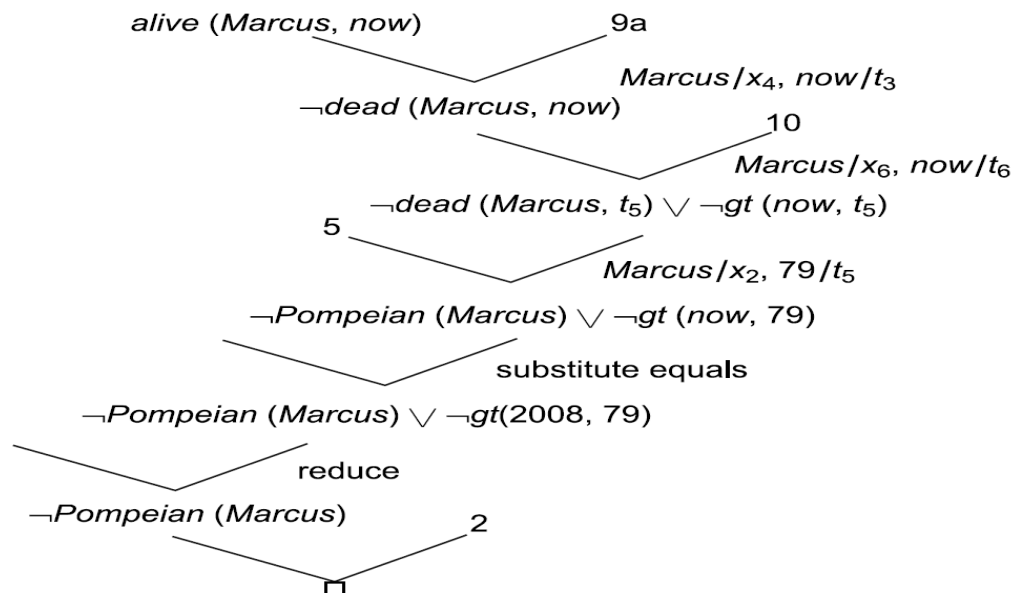 alive (Marcus, now) 9a
Marcus/x₄, now/t₃
¬dead (Marcus, now)
10
Marcus/x₆, now/t₆
¬dead (Marcus, t₅) ∨ ¬gt (now, t₅)
5
Marcus/x₂, 79/t₅
¬Pompeian (Marcus) ∨ ¬gt (now, 79)
substitute equals
¬Pompeian (Marcus) ∨ ¬gt(2008, 79)
reduce
¬Pompeian (Marcus) 2